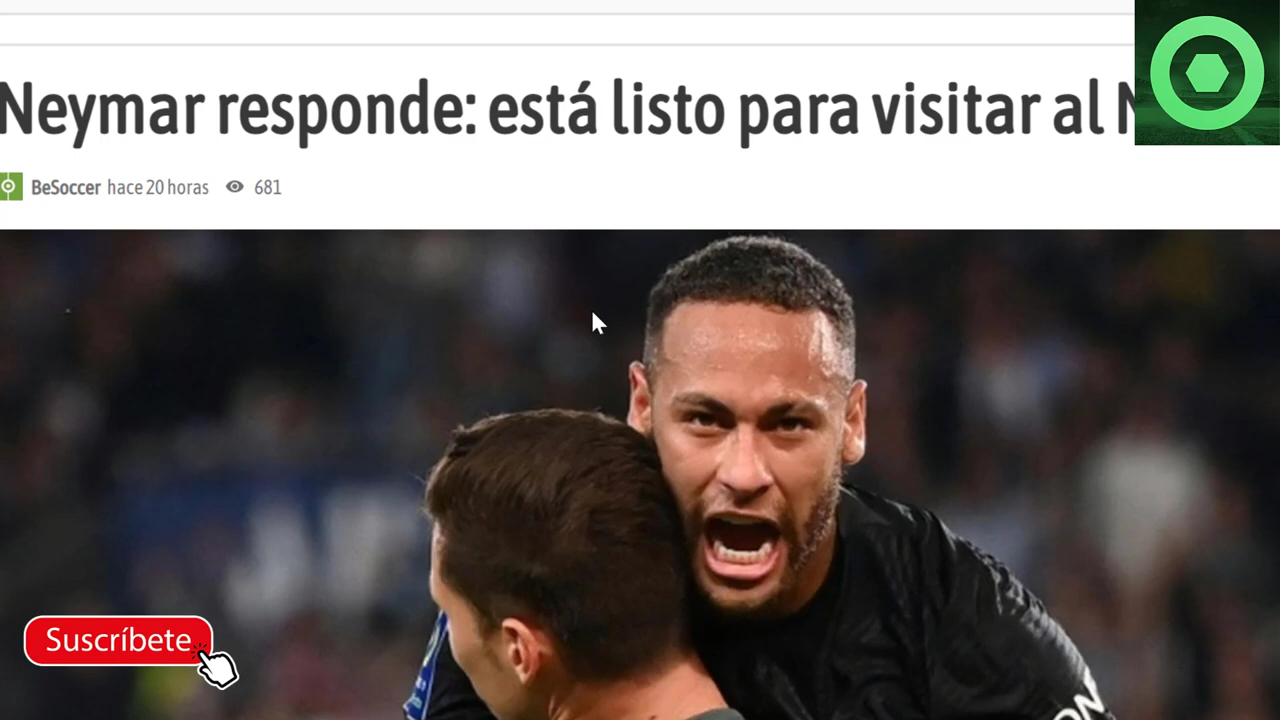 Neymar responde: está listo para visitar al
BeSoccer hace 20 horas 681
Suscríbete